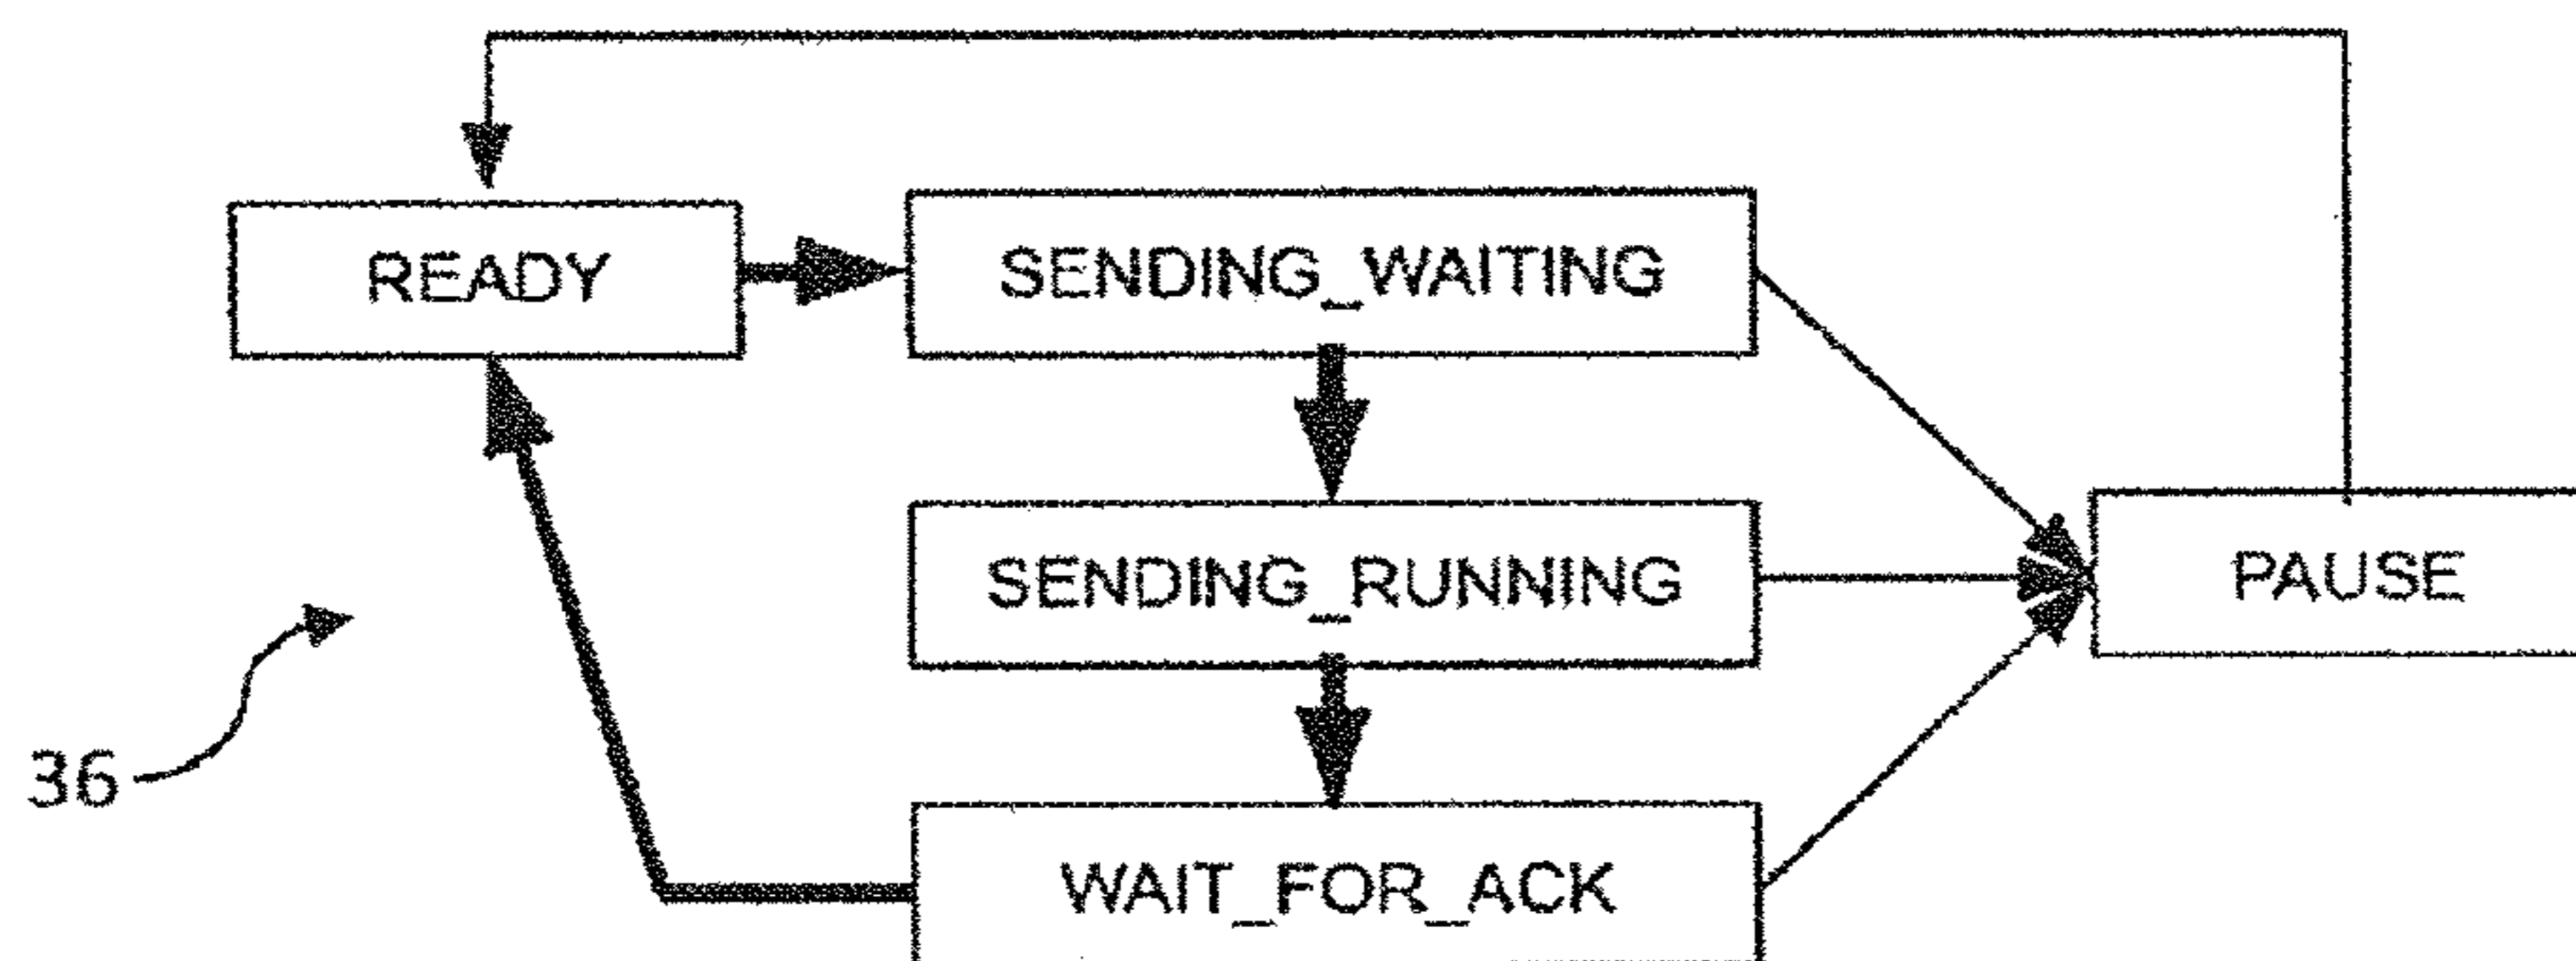 READY
SENDING_WAITING
SENDING_RUNNING
PAUSE
36
WAIT_FOR_ACK